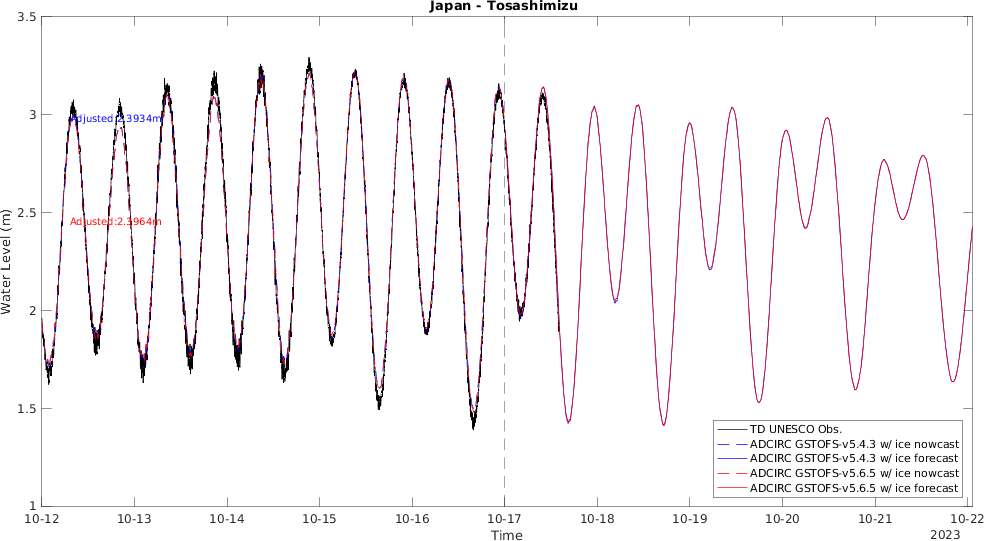 Japan - Tosashimizu
3.5
3
2.5
2
1.5
1
Water Level (m)
Adjusted:2.3934m
Adjusted:2.3964m
TD UNESCO Obs.
ADCIRC GSTOFS-v5.4.3 w/ ice nowcast
ADCIRC GSTOFS-v5.4.3 w/ ice forecast
ADCIRC GSTOFS-v5.6.5 w/ ice nowcast
ADCIRC GSTOFS-v5.6.5 w/ ice forecast
10-12 10-13 10-14 10-15 10-16 10-17 10-18 10-19 10-20 10-21 10-22
Time
2023